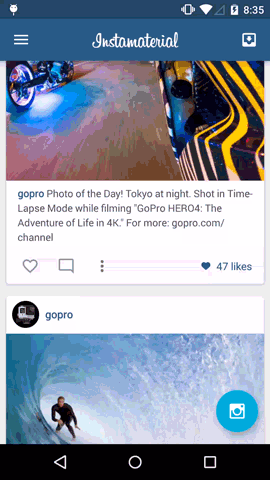 8:35
Instamaterial
gopro Photo of the Day! Tokyo at night. Shot in Time-
Lapse Mode while filming "GoPro HERO4: The
Adventure of Life in 4K." For more: gopro.com/
channel
47 likes
gopro